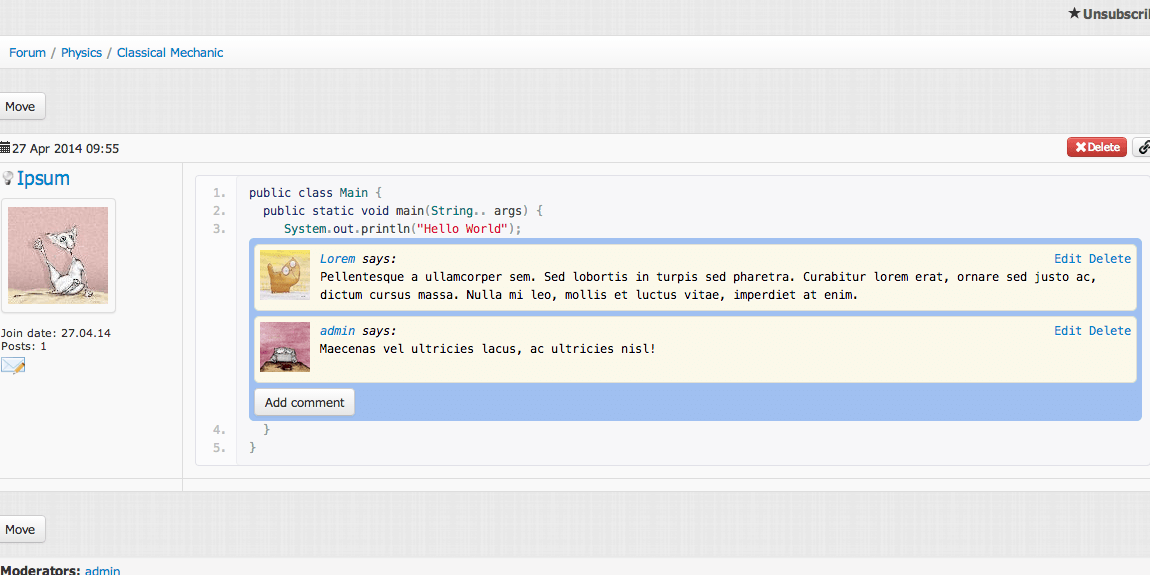 Unsubscri
Forum / Physics / Classical Mechanic
Move
27 Apr 2014 09:55
Delete
Ipsum
Join date: 27.04.14
Posts: 1
1. public class Main {
2. public static void main(String.. args) {
3. System.out.println("Hello World");
Lorem says:
Edit Delete
Pellentesque a ullamcorper sem. Sed lobortis in turpis sed pharetra. Curabitur lorem erat, ornare sed justo ac,
dictum cursus massa. Nulla mi leo, mollis et luctus vitae, imperdiet at enim.
admin says:
Edit Delete
Maecenas vel ultricies lacus, ac ultricies nisl!
Add comment
4. }
5. }
Move
Moderators: admin